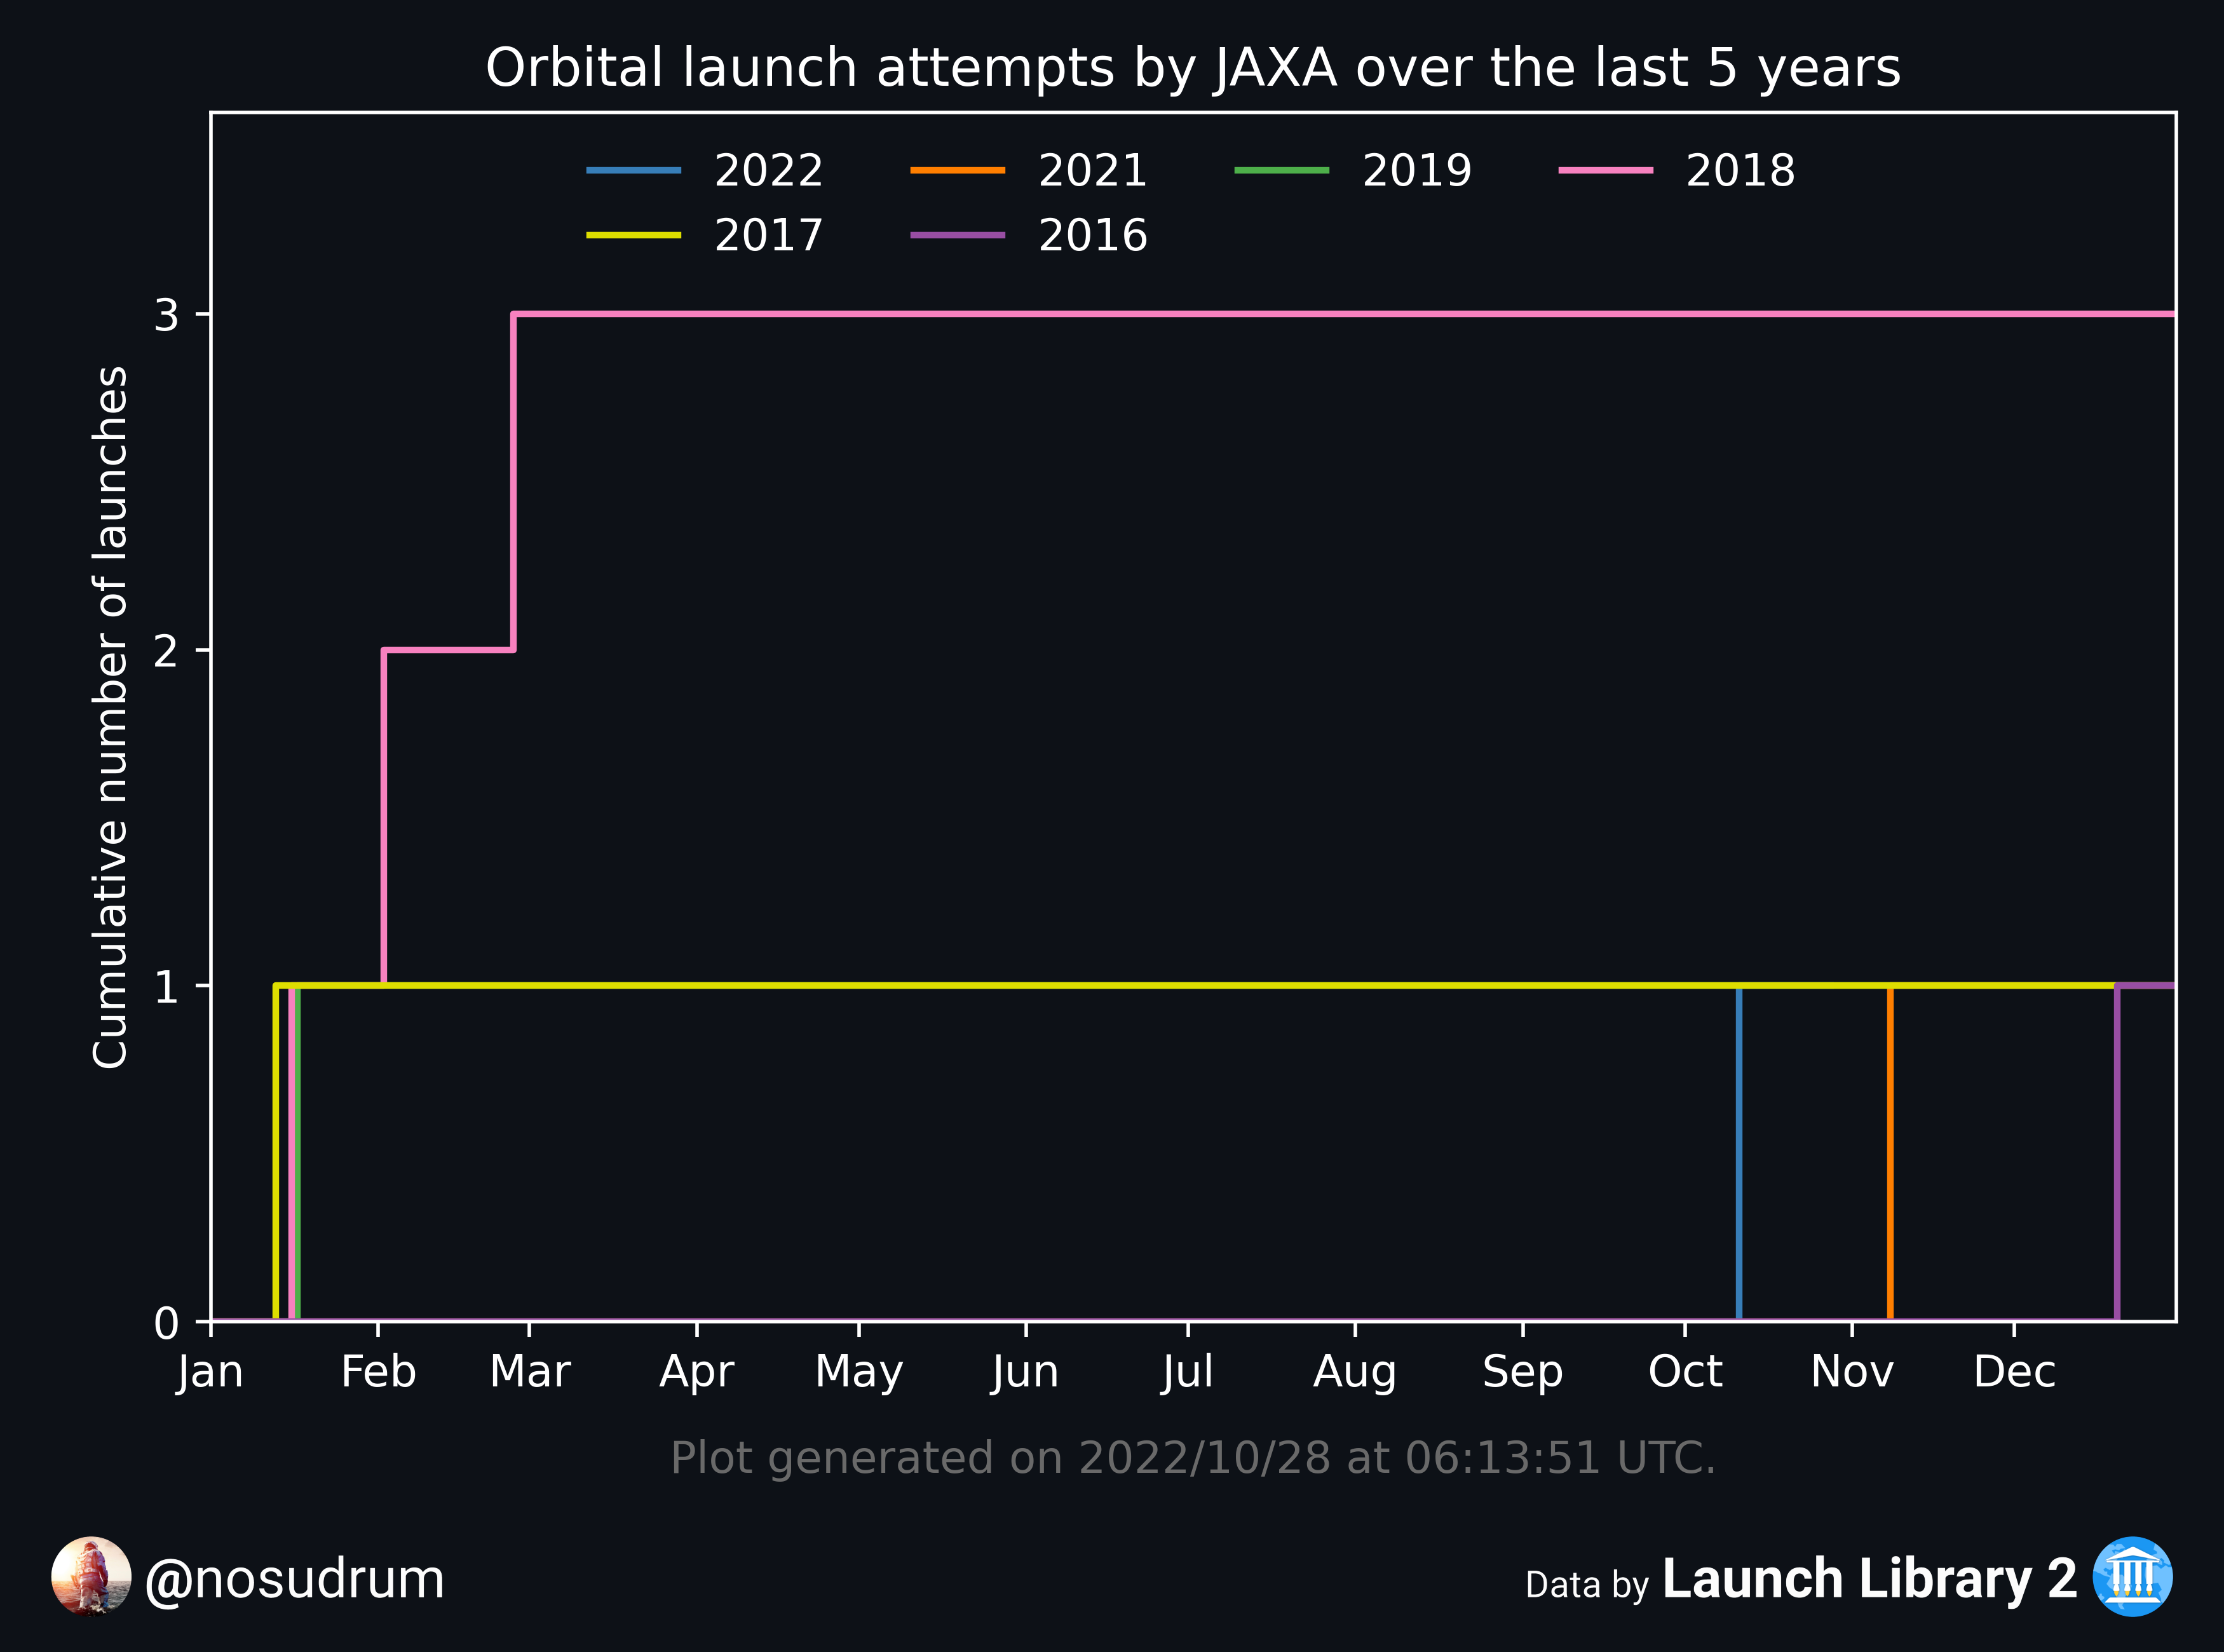 Orbital launch attempts by JAXA over the last 5 years
2022 2021 2019 2018
2017 2016
Cumulative number of launches
3
2
1
0
Jan Feb Mar Apr May Jun Jul Aug Sep Oct Nov Dec
Plot generated on 2022/10/28 at 06:13:51 UTC.
@nosudrum
Data by Launch Library 2